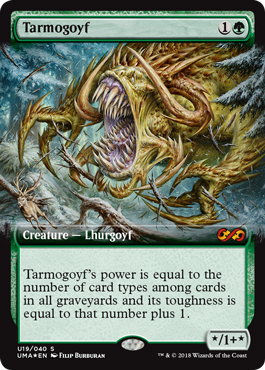 Tarmogoyf 1
Creature — Lhurgoyf
Tarmogoyf's power is equal to the
number of card types among cards
in all graveyards and its toughness is
equal to that number plus 1.
*/1+*
U19/040 S
UMA★EN Filip Burburan
™ & © 2018 Wizards of the Coast